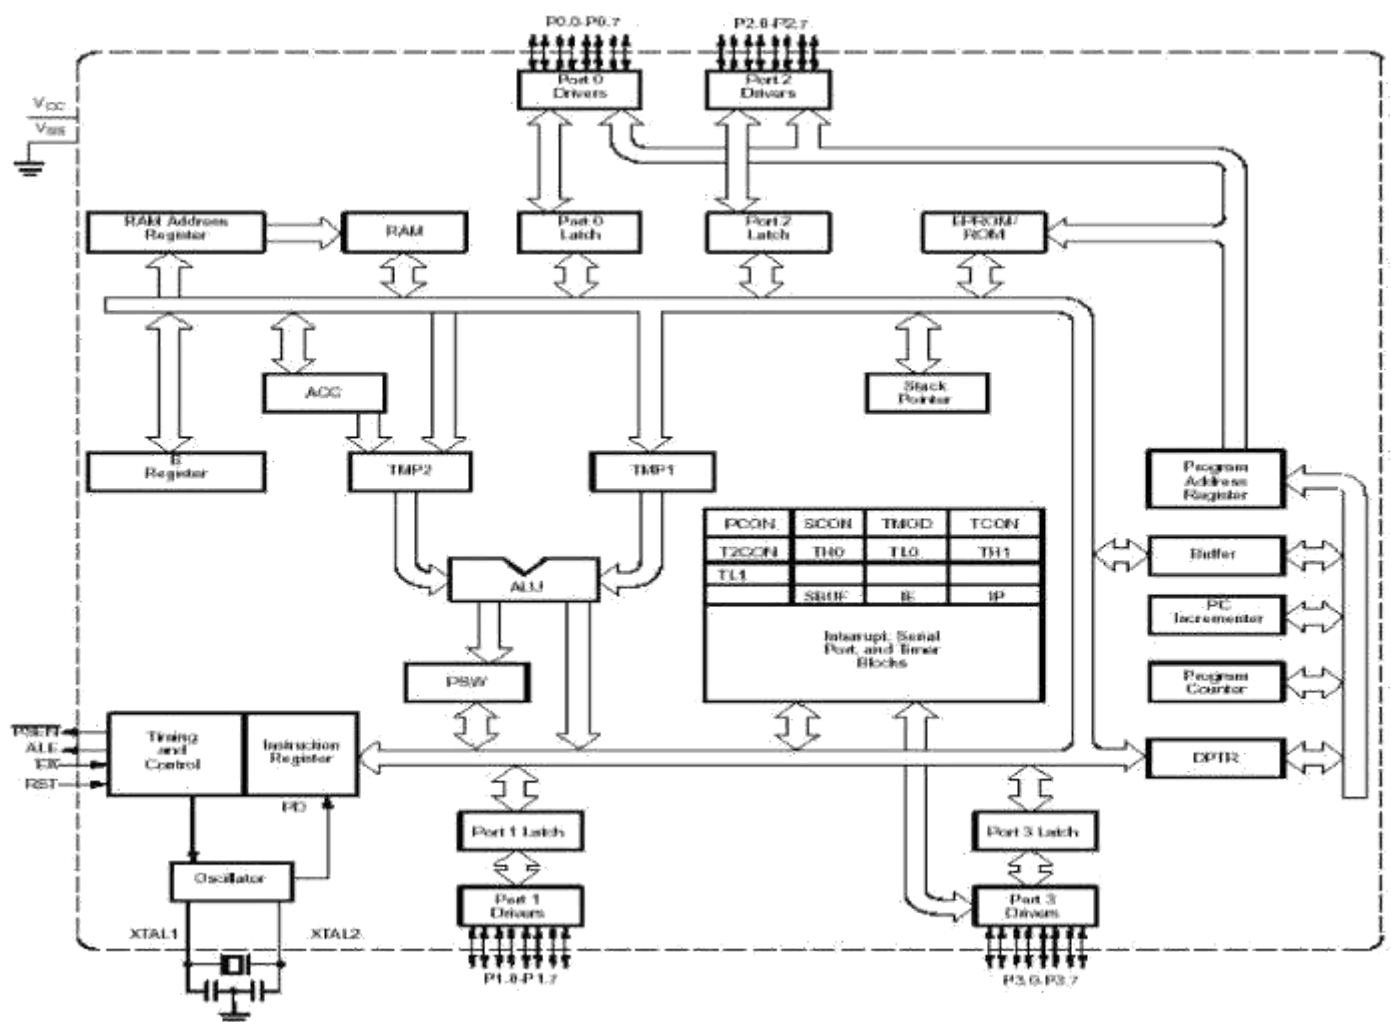 P0.0-P0.7
P2.0-P2.7
Port 0
Drivers
Port 2
Drivers
VCC
VSS
RAM Address
Register
RAM
Port 0
Latch
Port 2
Latch
EPROM/
ROM
ACC
Stack
Pointer
B
Register
TMP2
TMP1
Program
Address
Register
PCON SCON TMOD TCON
T2CON TH0 TL0 TH1
TL1
SBUF IE IP
Interrupt, Serial
Port, and Timer
Blocks
ALU
Buffer
PC
Incrementer
Program
Counter
PSW
PSEN
ALE
EA
RST
Timing
and
Control
Instruction
Register
DPTR
PD
Port 1 Latch
Port 3 Latch
Oscillator
Port 1
Drivers
Port 3
Drivers
XTAL1
XTAL2
P1.0-P1.7
P3.0-P3.7